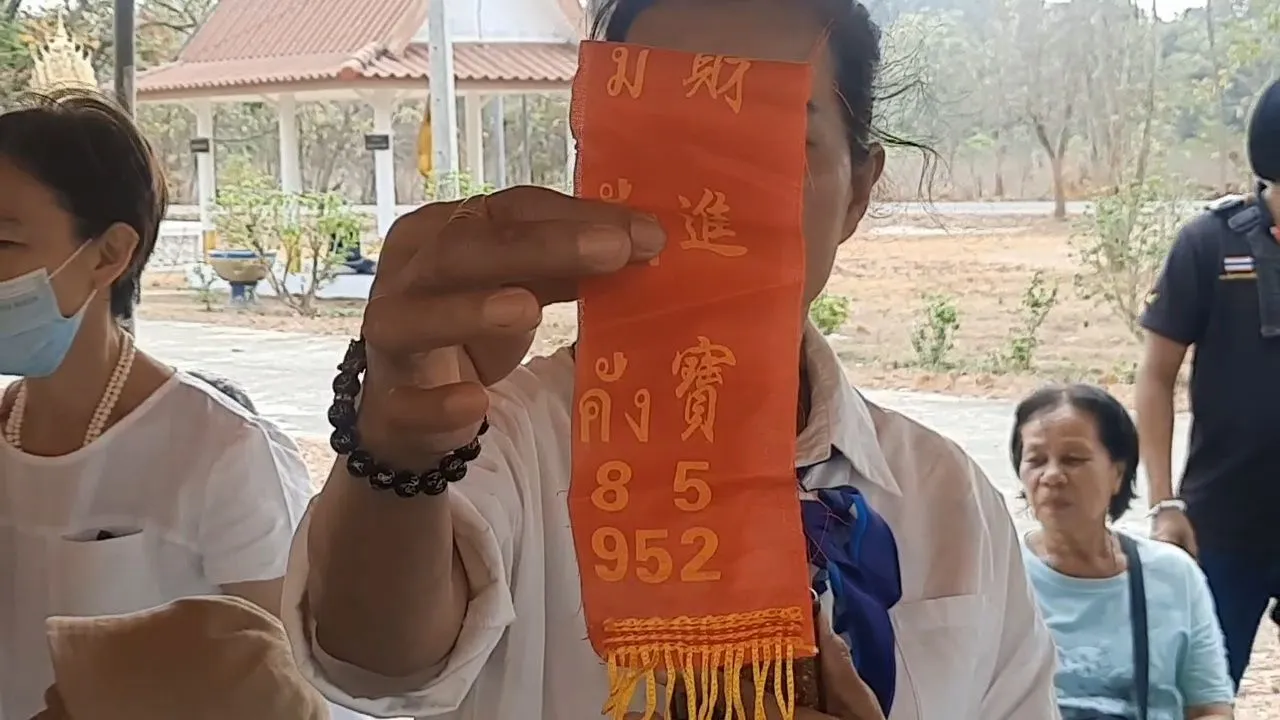 มี 財
進
คั่ง 寶
8 5
952